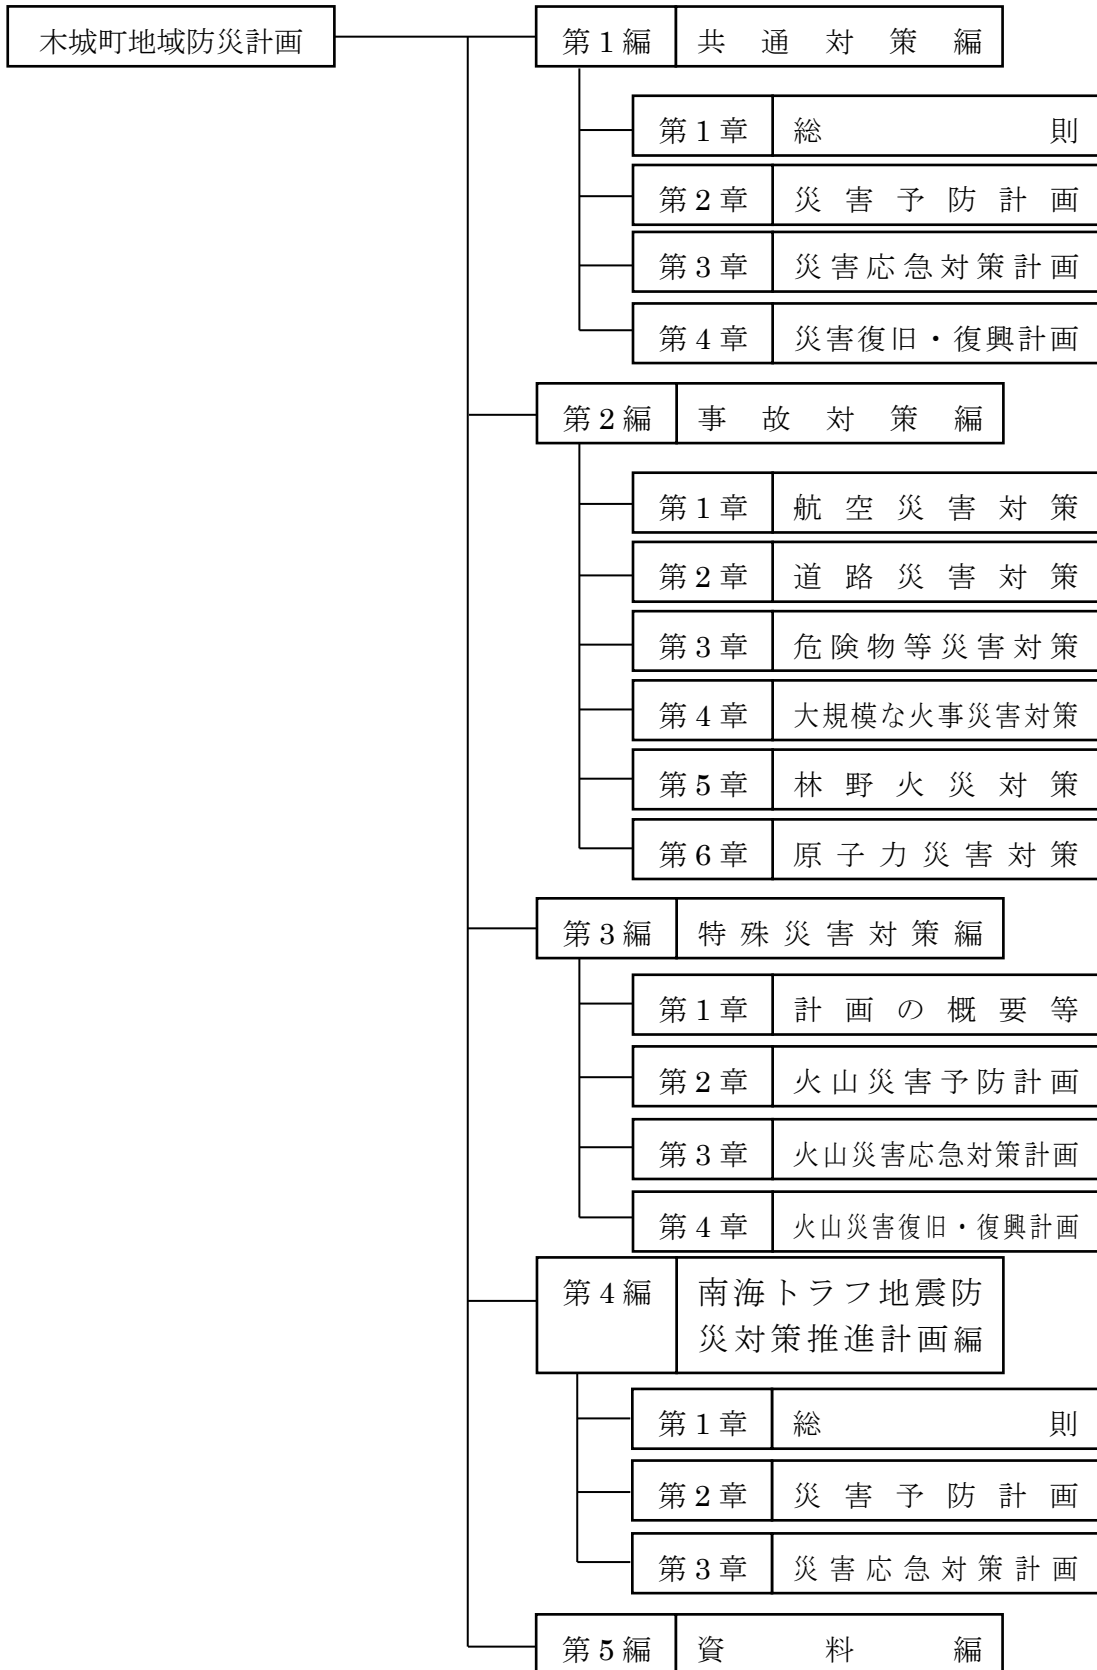 木城町地域防災計画
第1編 共通対策編
第1章 総則
第2章 災害予防計画
第3章 災害応急対策計画
第4章 災害復旧・復興計画
第2編 事故対策編
第1章 航空災害対策
第2章 道路災害対策
第3章 危険物等災害対策
第4章 大規模な火事災害対策
第5章 林野火災対策
第6章 原子力災害対策
第3編 特殊災害対策編
第1章 計画の概要等
第2章 火山災害予防計画
第3章 火山災害応急対策計画
第4章 火山災害復旧・復興計画
第4編 南海トラフ地震防
災対策推進計画編
第1章 総則
第2章 災害予防計画
第3章 災害応急対策計画
第5編 資料編